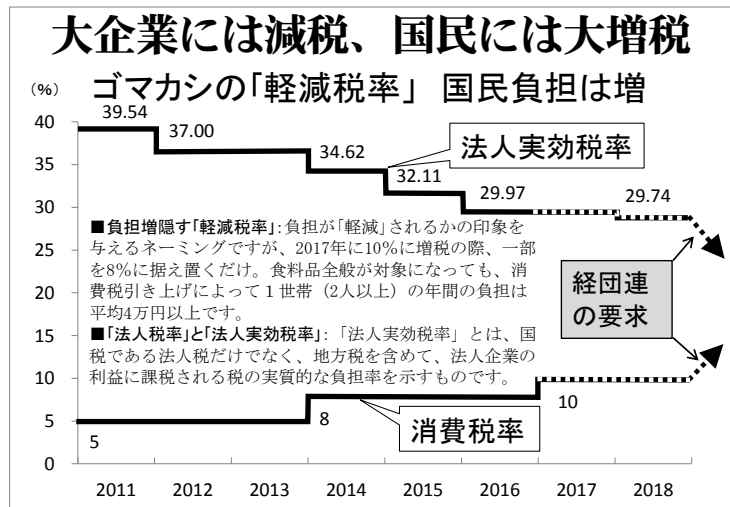 大企業には減税、国民には大増税
ゴマカシの「軽減税率」 国民負担は増
(%)
40
35
30
25
20
15
10
5
0
39.54
37.00
34.62
32.11
29.97
29.74
法人実効税率
■負担増隠す「軽減税率」：負担が「軽減」されるかの印象を
与えるネーミングですが、2017年に10％に増税の際、一部
を8％に据え置くだけ。食料品全般が対象になっても、消
費税引き上げによって１世帯（2人以上）の年間の負担は
平均4万円以上です。
■「法人税率」と「法人実効税率」：「法人実効税率」とは、国
税である法人税だけでなく、地方税を含めて、法人企業の
利益に課税される税の実質的な負担率を示すものです。
経団連
の要求
5
8
10
消費税率
2011 2012 2013 2014 2015 2016 2017 2018